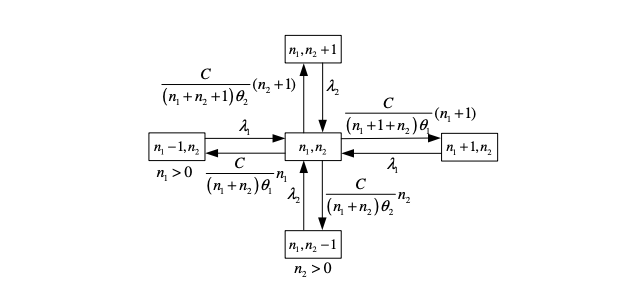 n₁,n₂+1
C/((n₁+n₂+1)θ₂) (n₂+1)
λ₂
C/((n₁+1+n₂)θ₁) (n₁+1)
λ₁
n₁−1,n₂
n₁,n₂
n₁+1,n₂
n₁>0
C/((n₁+n₂)θ₁) n₁
λ₁
λ₂
C/((n₁+n₂)θ₂) n₂
n₁,n₂−1
n₂>0